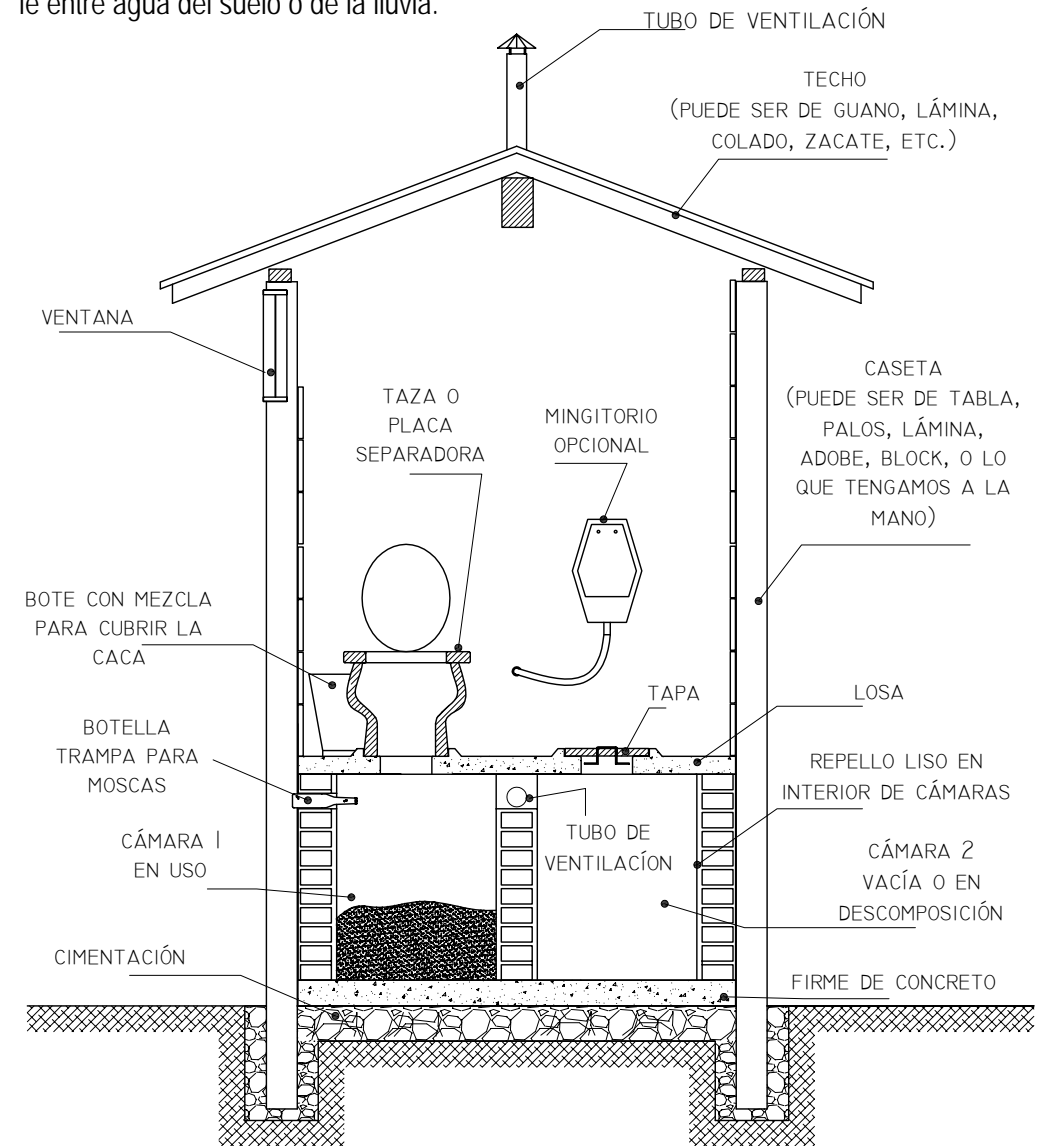 le entre agua del suelo o de la lluvia.
TUBO DE VENTILACIÓN
TECHO
(PUEDE SER DE GUANO, LÁMINA,
COLADO, ZACATE, ETC.)
VENTANA
CASETA
(PUEDE SER DE TABLA,
PALOS, LÁMINA,
ADOBE, BLOCK, O LO
QUE TENGAMOS A LA
MANO)
TAZA O
PLACA
SEPARADORA
MINGITORIO
OPCIONAL
BOTE CON MEZCLA
PARA CUBRIR LA
CACA
TAPA
LOSA
BOTELLA
TRAMPA PARA
MOSCAS
REPELLO LISO EN
INTERIOR DE CÁMARAS
TUBO DE
VENTILACÍON
CÁMARA 1
EN USO
CÁMARA 2
VACÍA O EN
DESCOMPOSICIÓN
CIMENTACIÓN
FIRME DE CONCRETO